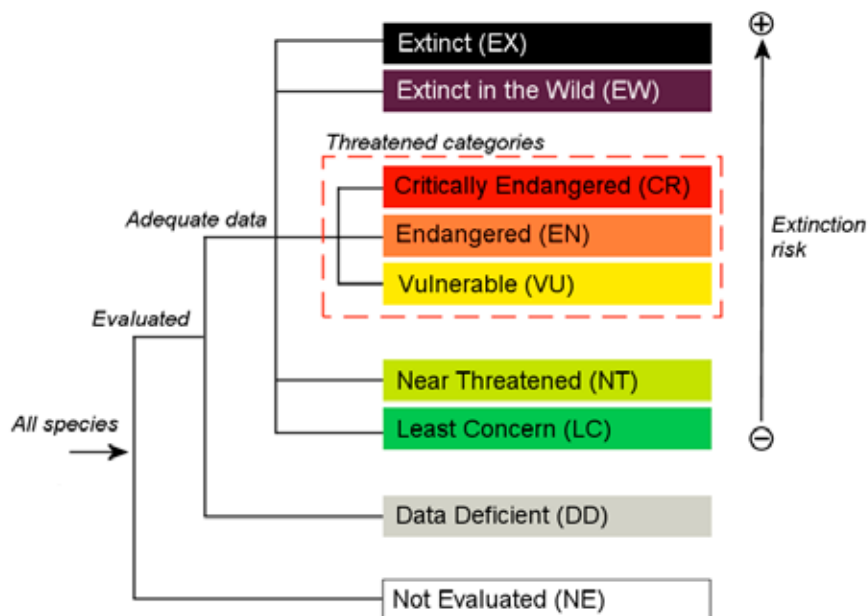 Extinct (EX)
Extinct in the Wild (EW)
Threatened categories
Critically Endangered (CR)
Adequate data
Endangered (EN)
Extinction
risk
Vulnerable (VU)
Evaluated
Near Threatened (NT)
All species
Least Concern (LC)
Data Deficient (DD)
Not Evaluated (NE)